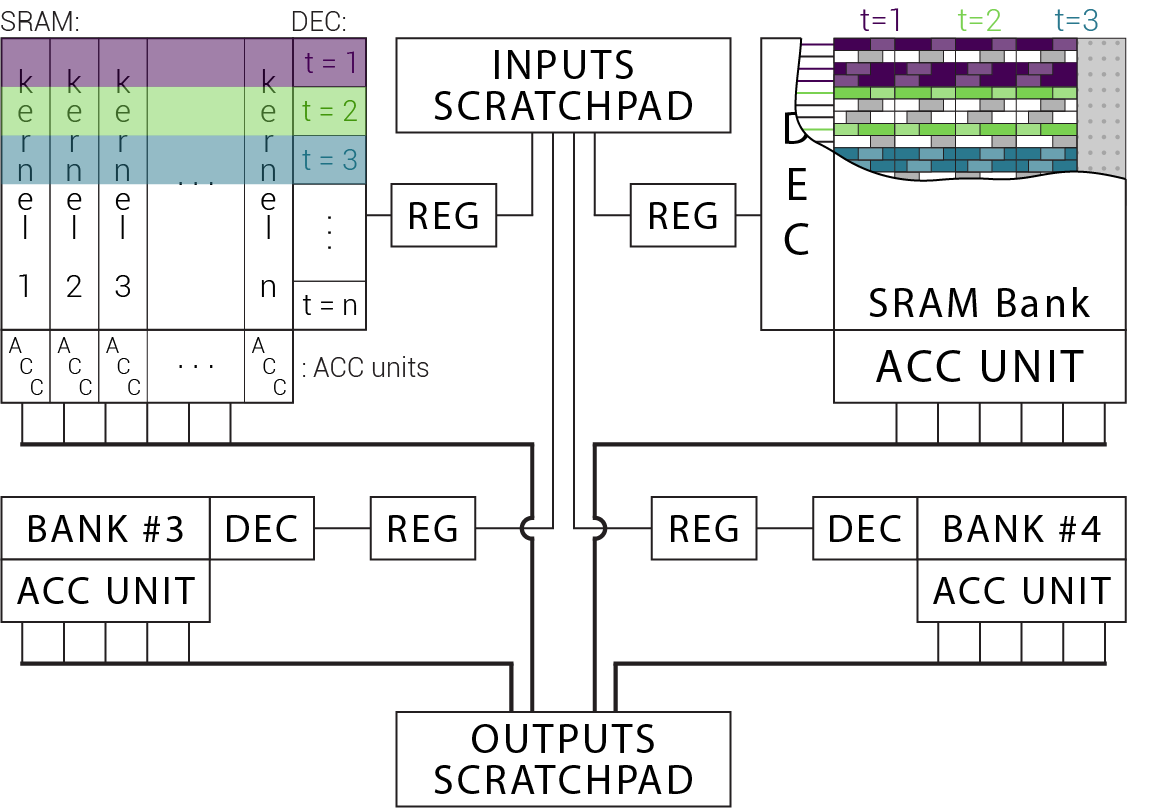 SRAM:
DEC:
t=1
t=2
t=3
t = 1
t = 2
t = 3
⋮
t = n
kernel 1
kernel 2
kernel 3
. . .
kernel n
ACC
ACC
ACC
. . .
ACC
: ACC units
INPUTS
SCRATCHPAD
REG
REG
DEC
SRAM Bank
ACC UNIT
BANK #3
DEC
REG
REG
DEC
BANK #4
ACC UNIT
ACC UNIT
OUTPUTS
SCRATCHPAD